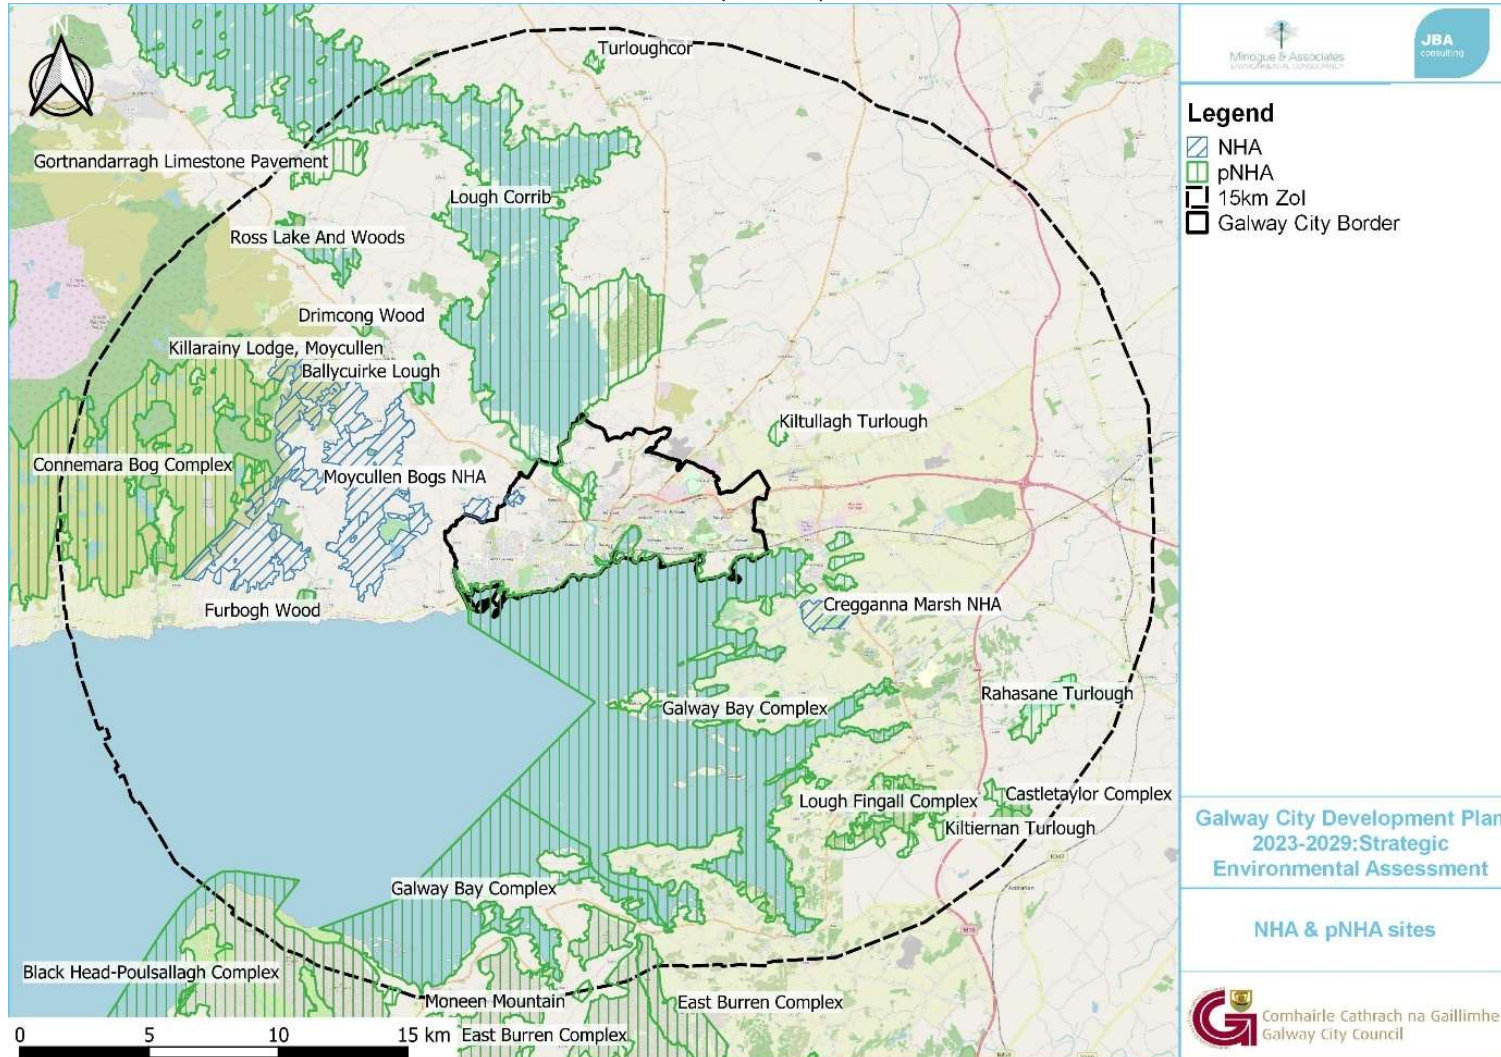 N
Turloughcor
Gortnandarragh Limestone Pavement
Lough Corrib
Ross Lake And Woods
Drimcong Wood
Killarainy Lodge, Moycullen
Ballycuirke Lough
Kiltullagh Turlough
Connemara Bog Complex
Moycullen Bogs NHA
Furbogh Wood
Cregganna Marsh NHA
Rahasane Turlough
Galway Bay Complex
Lough Fingall Complex
Castletaylor Complex
Kiltiernan Turlough
Galway Bay Complex
Black Head-Poulsallagh Complex
Moneen Mountain
East Burren Complex
East Burren Complex
0 5 10 15 km
Minogue & Associates
ENVIRONMENTAL CONSULTANCY
JBA
consulting
Legend
NHA
pNHA
15km ZoI
Galway City Border
Galway City Development Plan
2023-2029:Strategic
Environmental Assessment
NHA & pNHA sites
Comhairle Cathrach na Gaillimhe
Galway City Council